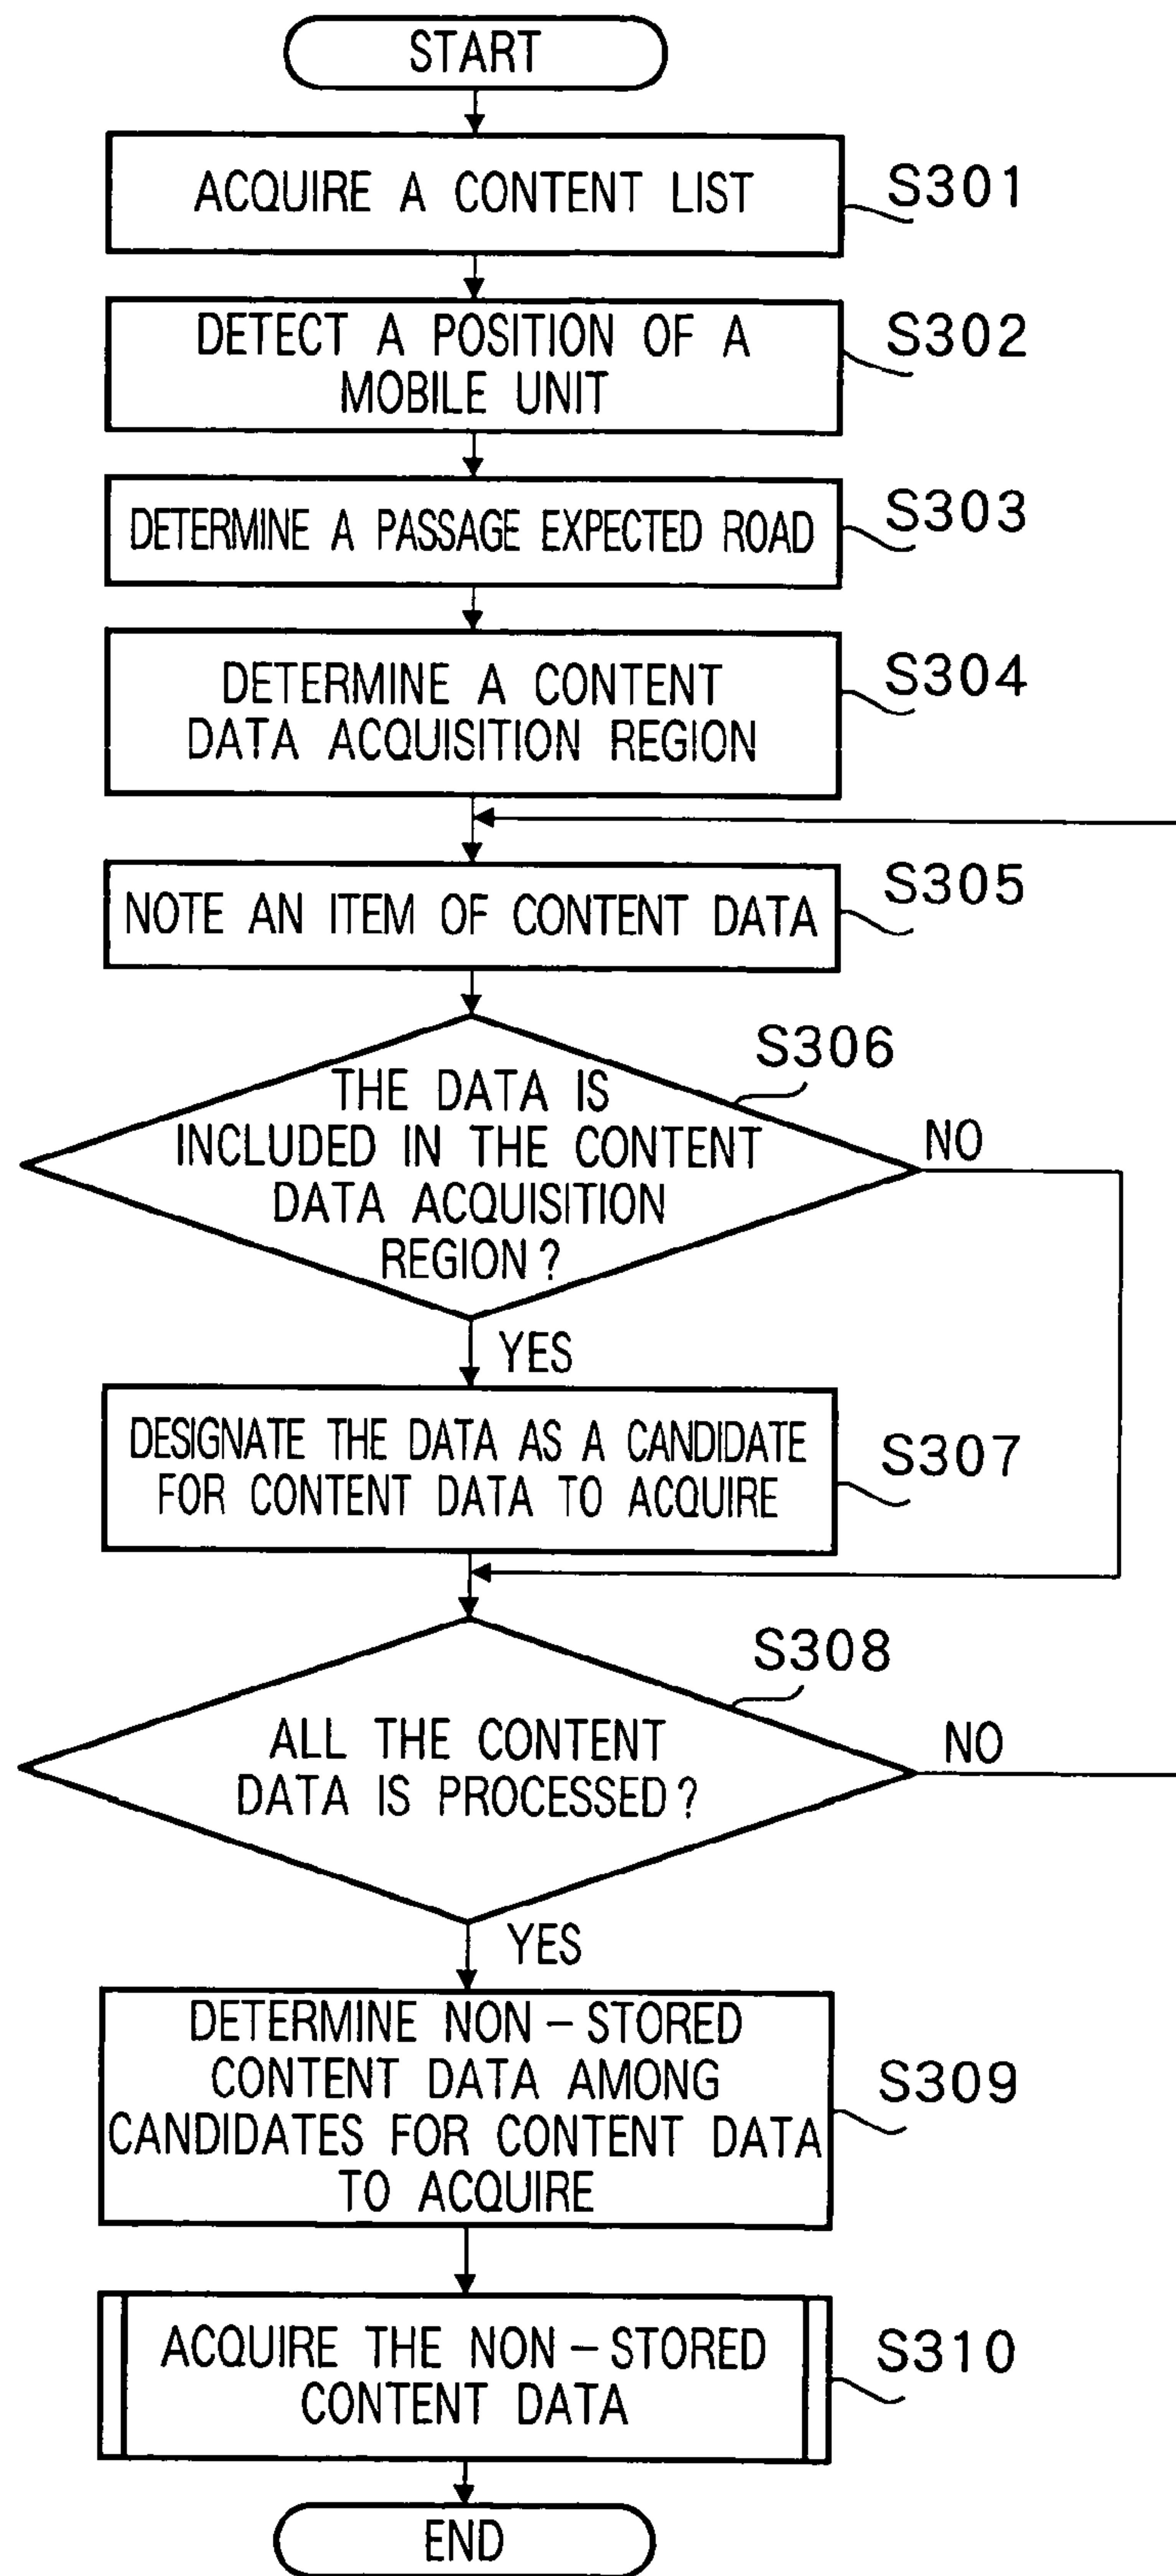 START
ACQUIRE A CONTENT LIST
S301
DETECT A POSITION OF A
MOBILE UNIT
S302
DETERMINE A PASSAGE EXPECTED ROAD
S303
DETERMINE A CONTENT
DATA ACQUISITION REGION
S304
NOTE AN ITEM OF CONTENT DATA
S305
S306
THE DATA IS
INCLUDED IN THE CONTENT
DATA ACQUISITION
REGION?
NO
YES
DESIGNATE THE DATA AS A CANDIDATE
FOR CONTENT DATA TO ACQUIRE
S307
S308
ALL THE CONTENT
DATA IS PROCESSED?
NO
YES
DETERMINE NON-STORED
CONTENT DATA AMONG
CANDIDATES FOR CONTENT DATA
TO ACQUIRE
S309
ACQUIRE THE NON-STORED
CONTENT DATA
S310
END